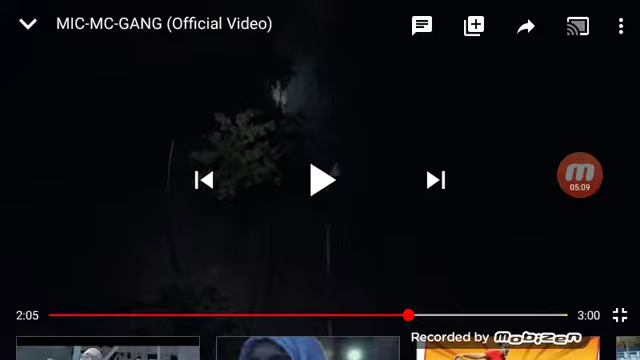 MIC-MC-GANG (Official Video)
m
05:09
2:05
3:00
Recorded by mobizen